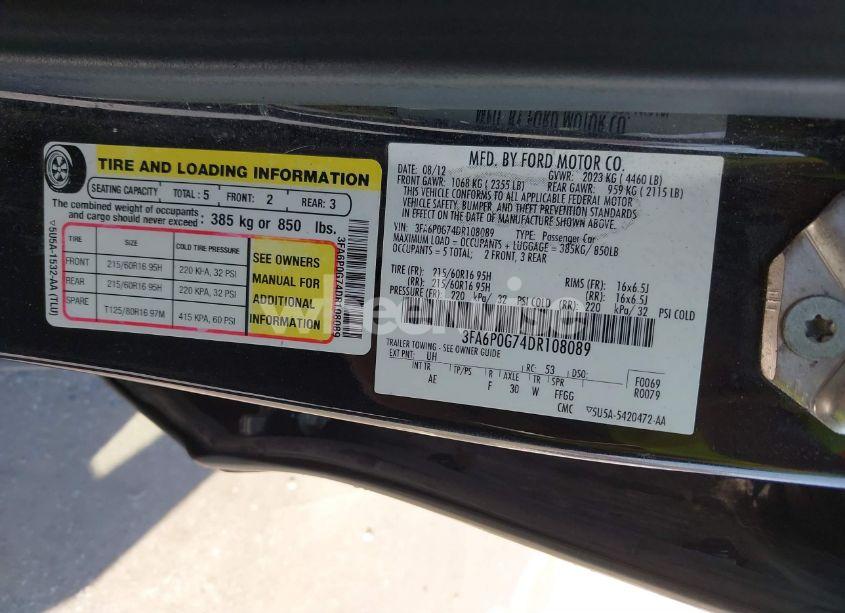 TIRE AND LOADING INFORMATION
SEATING CAPACITY TOTAL: 5 FRONT: 2 REAR: 3
The combined weight of occupants
and cargo should never exceed : 385 kg or 850 lbs.
TIRE SIZE COLD TIRE PRESSURE
FRONT 215/60R16 95H 220 KPA, 32 PSI
REAR 215/60R16 95H 220 KPA, 32 PSI
SPARE T125/80R16 97M 415 KPA, 60 PSI
SEE OWNERS
MANUAL FOR
ADDITIONAL
INFORMATION
5U5A-1532-AA (TLU)
3FA6P0G74DR108089
MFD. BY FORD MOTOR CO.
DATE: 08/12 GVWR: 2023 KG ( 4460 LB)
FRONT GAWR: 1068 KG ( 2355 LB) REAR GAWR: 959 KG ( 2115 LB)
THIS VEHICLE CONFORMS TO ALL APPLICABLE FEDERAL MOTOR
VEHICLE SAFETY, BUMPER, AND THEFT PREVENTION STANDARDS
IN EFFECT ON THE DATE OF MANUFACTURE SHOWN ABOVE.
VIN: 3FA6P0G74DR108089 TYPE: Passenger Car
MAXIMUM LOAD = OCCUPANTS + LUGGAGE = 385KG/850LB
OCCUPANTS = 5 TOTAL, 2 FRONT, 3 REAR
TIRE (FR): 215/60R16 95H RIMS (FR): 16x6.5J
(RR): 215/60R16 95H (RR): 16x6.5J
PRESSURE (FR): 220 kPa/ 32 PSI COLD (RR): 220 kPa/ 32 PSI COLD
3FA6P0G74DR108089
TRAILER TOWING - SEE OWNER GUIDE
EXT PNT: UH RC: 53 DSO: F0069
INT TR TP/PS R AXLE TR SPR R0079
AE F 30 W FFGG
CMC 5U5A-5420472-AA
wheelwise